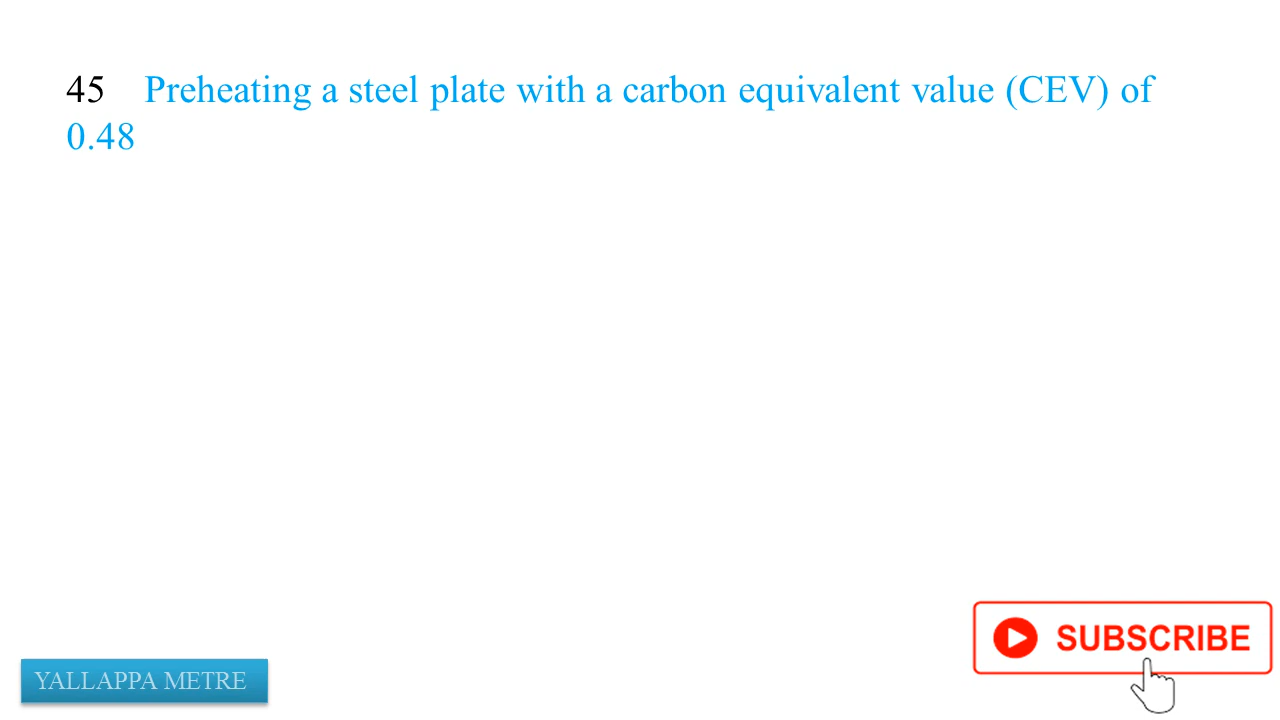 45 Preheating a steel plate with a carbon equivalent value (CEV) of
0.48
SUBSCRIBE
YALLAPPA METRE